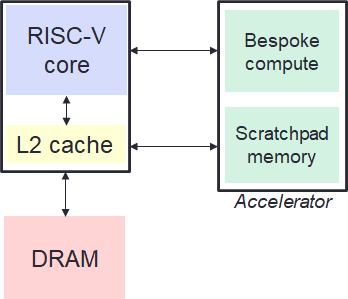 RISC-V
core
L2 cache
DRAM
Bespoke
compute
Scratchpad
memory
Accelerator